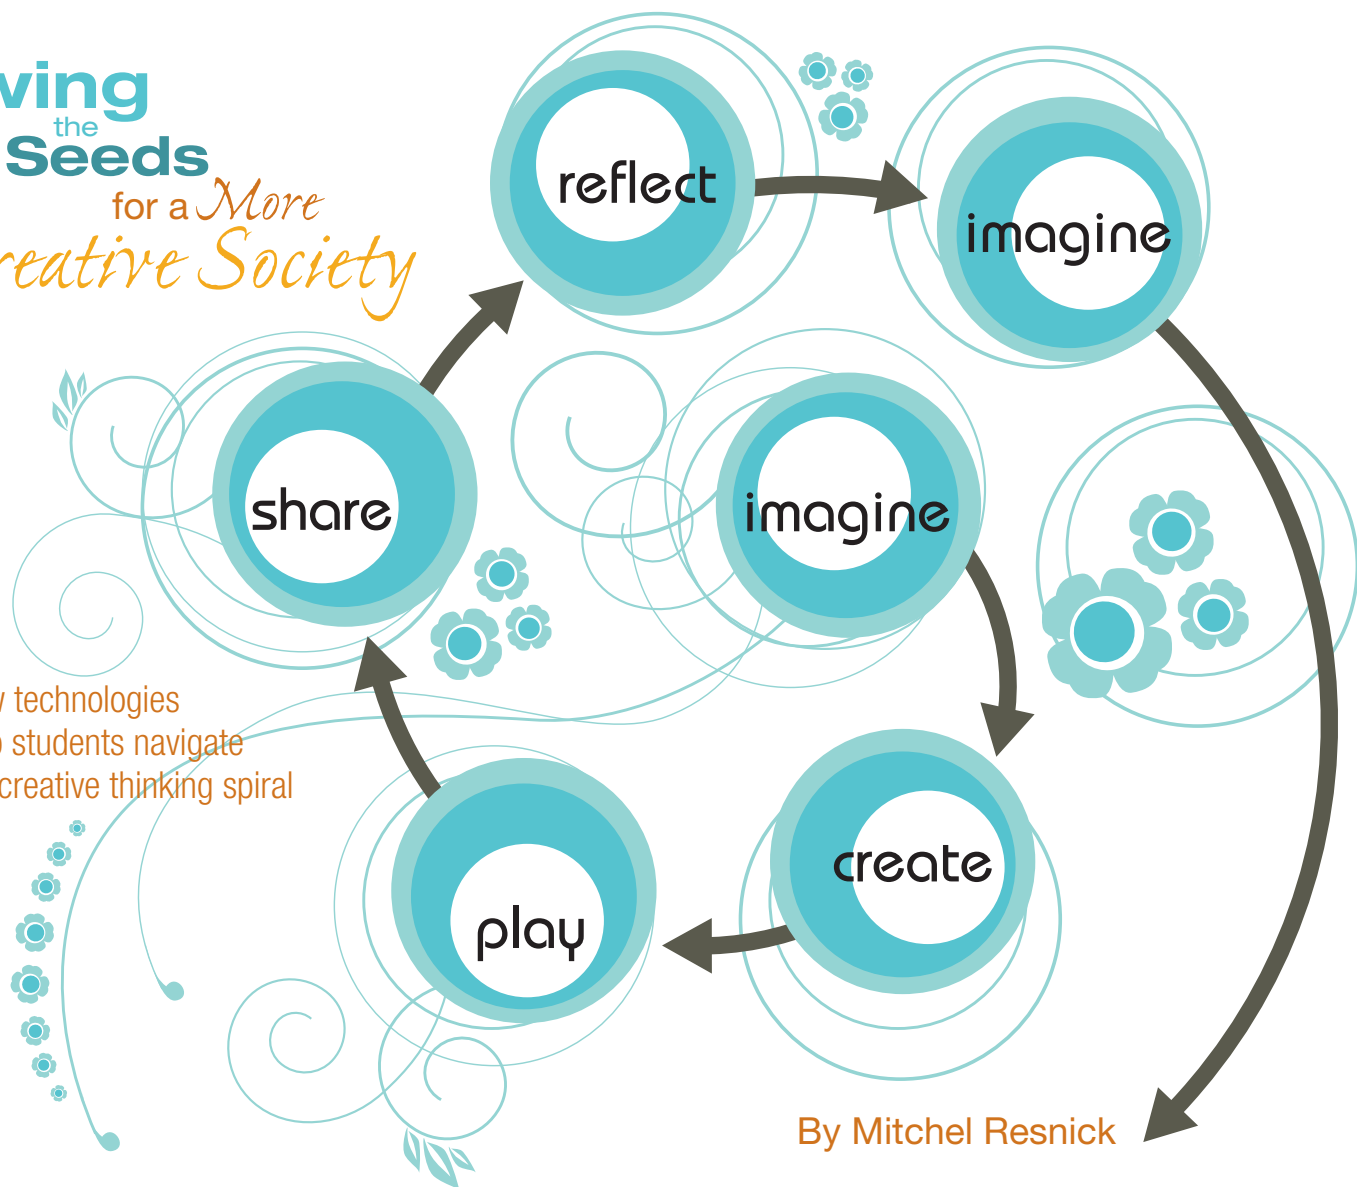 wing
the
Seeds
for a More
reative Society
reflect
imagine
share
imagine
technologies
students navigate
creative thinking spiral
create
play
By Mitchel Resnick